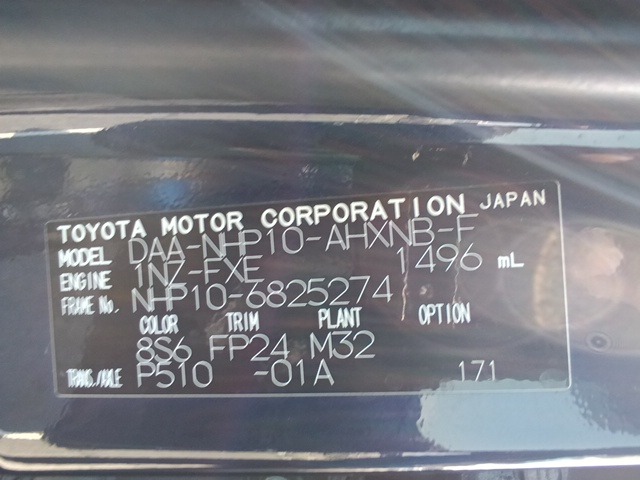 TOYOTA MOTOR CORPORATION JAPAN
MODEL DAA-NHP10-AHXNB-F
ENGINE 1NZ-FXE 1496 mL
FRAME No. NHP10-6825274
COLOR TRIM PLANT OPTION
8S6 FP24 M32
TRANS./AXLE P510 -01A 171